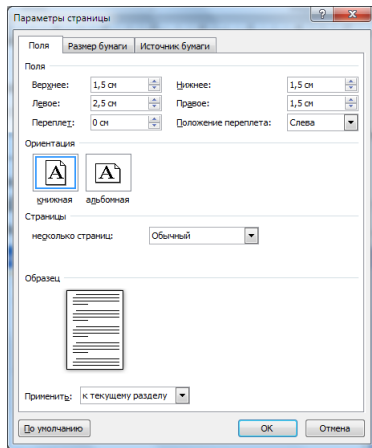 Параметры страницы
Поля Размер бумаги Источник бумаги
Поля
Верхнее: 1,5 см Нижнее: 1,5 см
Левое: 2,5 см Правое: 1,5 см
Переплет: 0 см Положение переплета: Слева
Ориентация
A A
книжная альбомная
Страницы
несколько страниц: Обычный
Образец
Применить: к текущему разделу
По умолчанию ОК Отмена